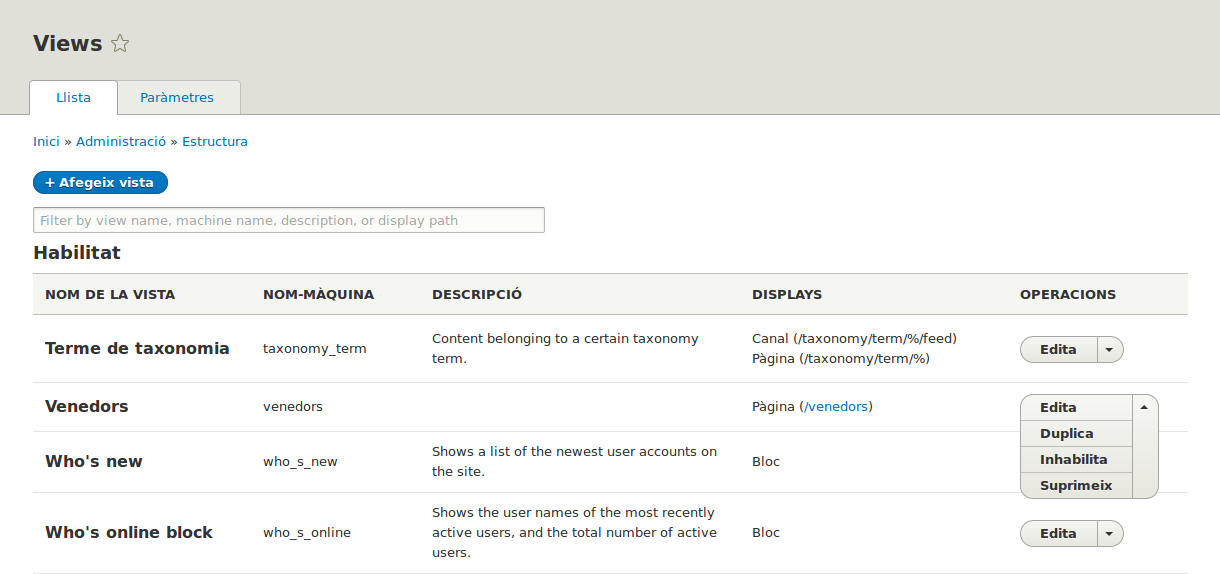 Views
Llista Paràmetres
Inici » Administració » Estructura
+ Afegeix vista
Filter by view name, machine name, description, or display path
Habilitat
NOM DE LA VISTA NOM-MÀQUINA DESCRIPCIÓ DISPLAYS OPERACIONS
Terme de taxonomia taxonomy_term Content belonging to a certain taxonomy
term. Canal (/taxonomy/term/%/feed)
Pàgina (/taxonomy/term/%) Edita
Venedors venedors Pàgina (/venedors) Edita
Duplica
Inhabilita
Suprimeix
Who's new who_s_new Shows a list of the newest user accounts on
the site. Bloc
Who's online block who_s_online Shows the user names of the most recently
active users, and the total number of active
users. Bloc Edita